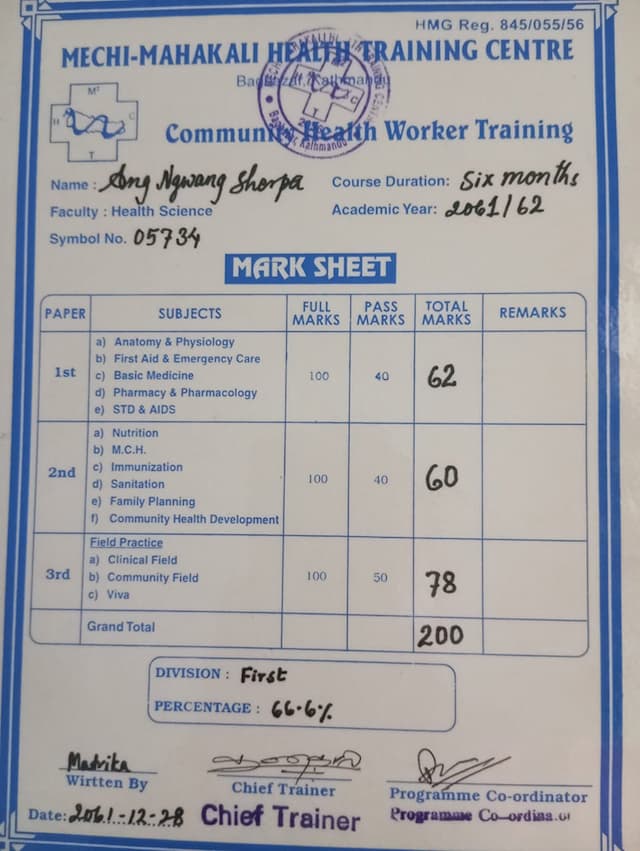 HMG Reg. 845/055/56
MECHI-MAHAKALI HEALTH TRAINING CENTRE
Bagbazar, Kathmandu
M²
H C
T
Community Health Worker Training
Name : Ang Ngwang Sherpa
Course Duration: Six months
Faculty : Health Science
Academic Year: 2061/62
Symbol No. 05734
MARK SHEET
PAPER SUBJECTS FULL MARKS PASS MARKS TOTAL MARKS REMARKS
1st
a) Anatomy & Physiology
b) First Aid & Emergency Care
c) Basic Medicine
d) Pharmacy & Pharmacology
e) STD & AIDS
100 40 62
2nd
a) Nutrition
b) M.C.H.
c) Immunization
d) Sanitation
e) Family Planning
f) Community Health Development
100 40 60
3rd
Field Practice
a) Clinical Field
b) Community Field
c) Viva
100 50 78
Grand Total 200
DIVISION : First
PERCENTAGE : 66.6%
Madrika
Wirtten By
Chief Trainer
Programme Co-ordinator
Date: 2061-12-28
Chief Trainer
Programme Co-ordinator